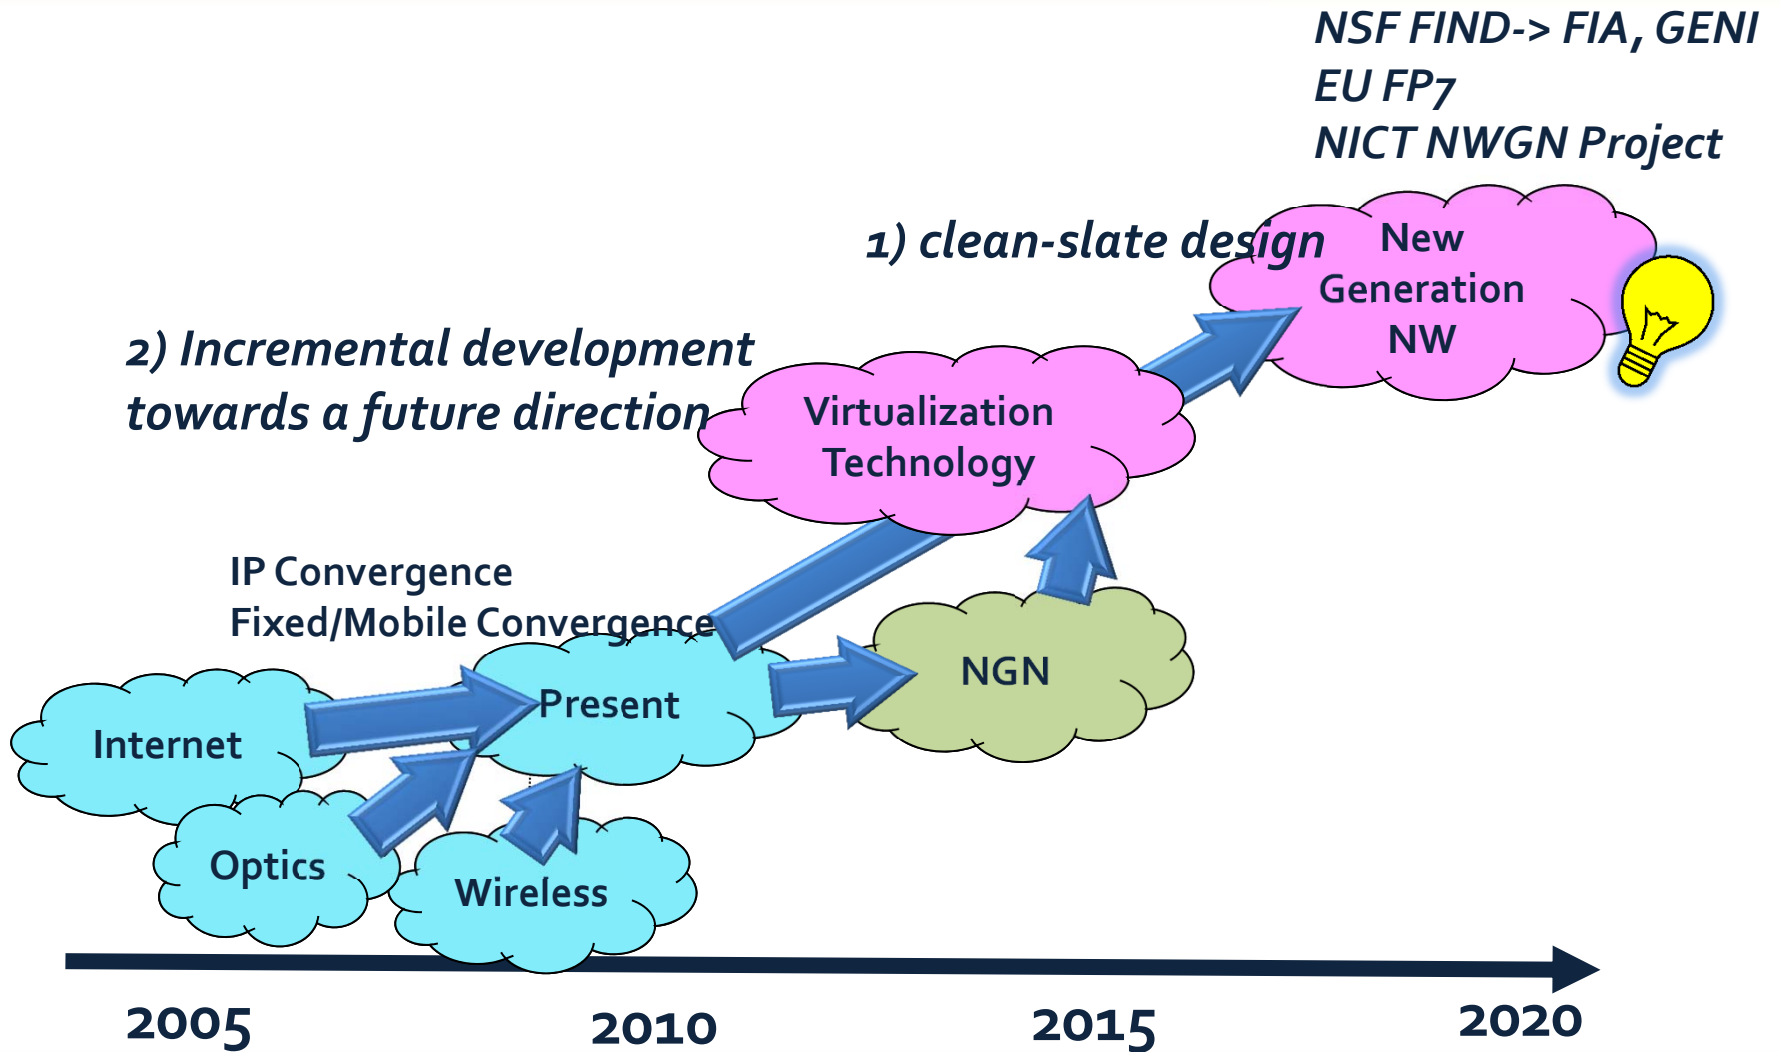 NSF FIND-> FIA, GENI
EU FP7
NICT NWGN Project
1) clean-slate design
New
Generation
NW
2) Incremental development
towards a future direction
Virtualization
Technology
IP Convergence
Fixed/Mobile Convergence
NGN
Present
Internet
Optics
Wireless
2005
2010
2015
2020